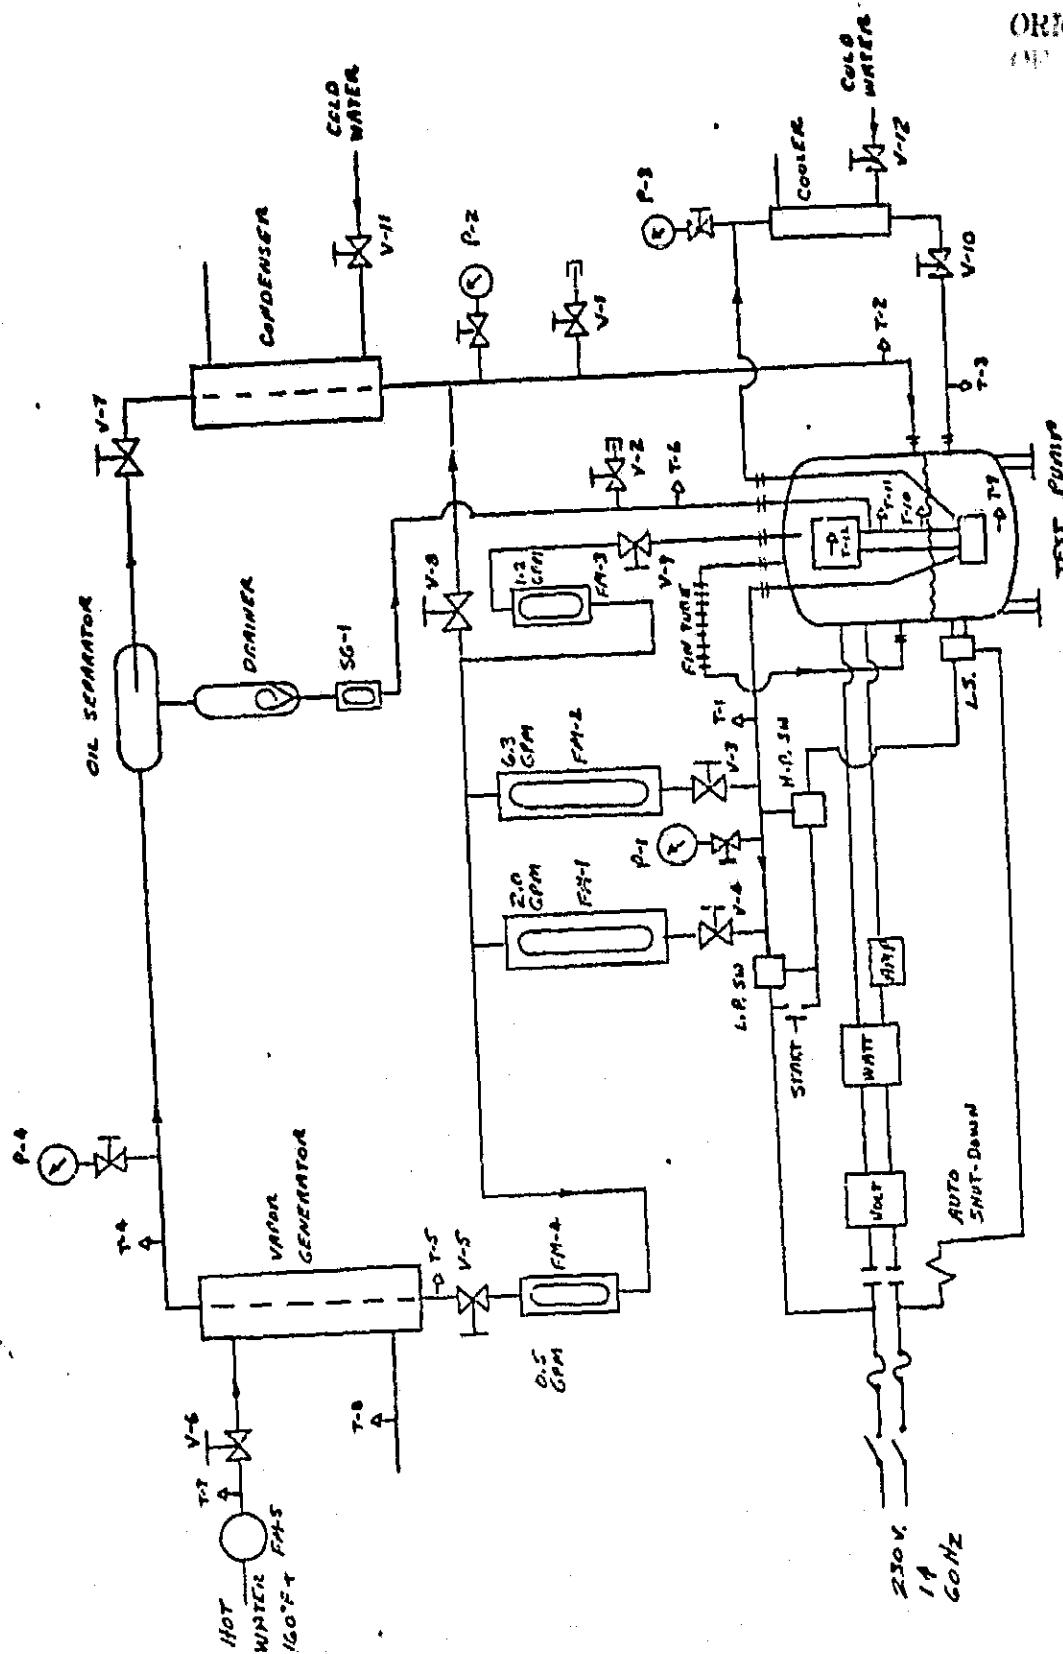 OIL SEPARATOR
V-7
CONDENSER
COLD
WATER
V-11
P-2
V-1
DRAINER
SG-1
V-8
1.2
GPM
FM-3
V-9
V-2
T-6
FIN TUBE
P-3
COOLER
COLD
WATER
V-12
V-10
T-2
T-3
T-11
T-10
T-12
T-9
TEST PUMP
L.S.
P-4
T-4
VAPOR
GENERATOR
T-5
V-5
FM-4
0.5
GPM
T-8
V-6
T-7
FM-5
HOT
WATER
160°F+
6.3
GPM
FM-2
V-3
T-1
H.P. SW
P-1
2.0
GPM
FM-1
V-4
L.P. SW
START
AMP
WATT
VOLT
AUTO
SHUT-DOWN
230 V.
1φ
60 HZ